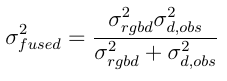 σ²_fused = σ²_rgbd σ²_d,obs / (σ²_rgbd + σ²_d,obs)